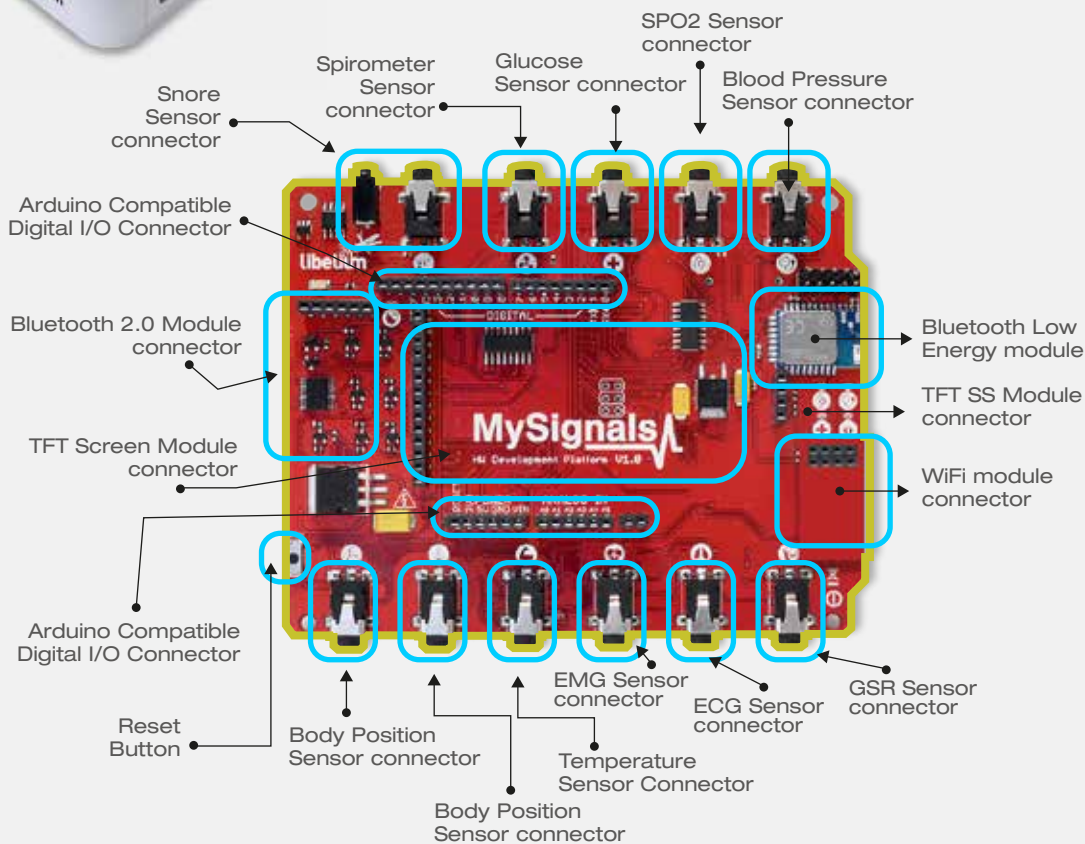 SPO2 Sensor
connector
Glucose
Sensor connector
Spirometer
Sensor
connector
Blood Pressure
Sensor connector
Snore
Sensor
connector
Arduino Compatible
Digital I/O Connector
libelium
DIGITAL
Bluetooth 2.0 Module
connector
Bluetooth Low
Energy module
TFT SS Module
connector
MySignals
HW Development Platform V1.0
TFT Screen Module
connector
WiFi module
connector
Arduino Compatible
Digital I/O Connector
EMG Sensor
connector
ECG Sensor
connector
GSR Sensor
connector
Reset
Button
Body Position
Sensor connector
Temperature
Sensor Connector
Body Position
Sensor connector